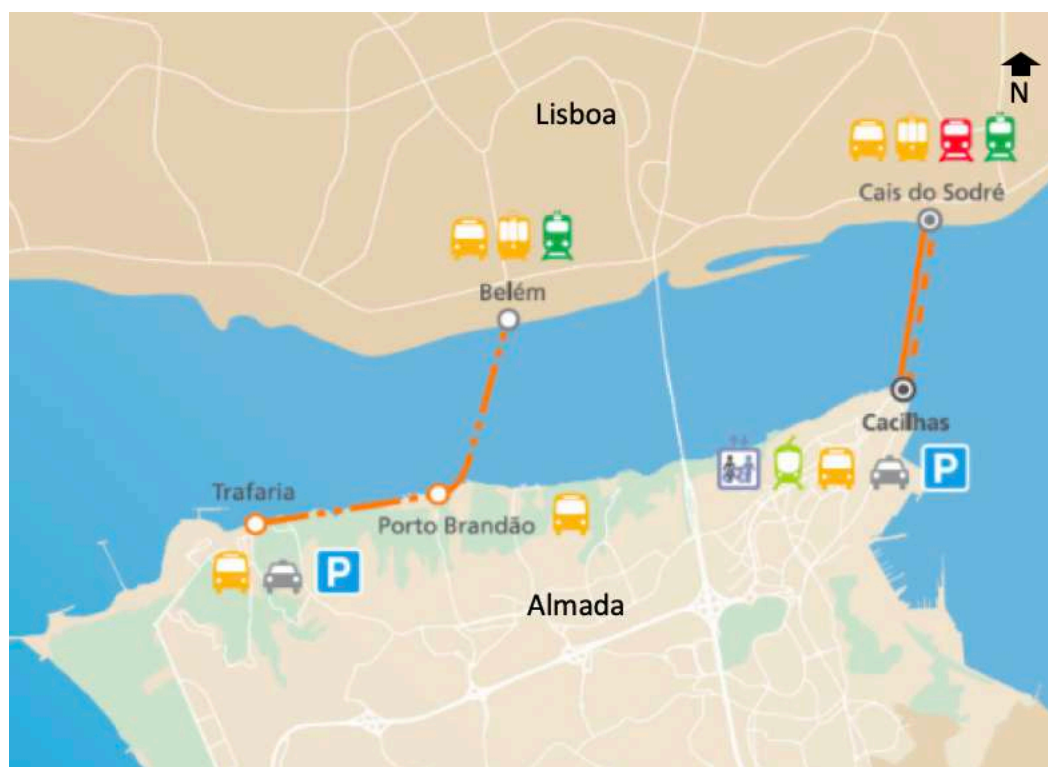 Lisboa
N
Cais do Sodré
Belém
Cacilhas
P
Trafaria
Porto Brandão
P
Almada